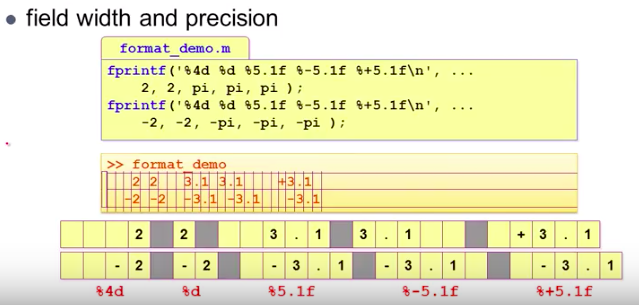 ● field width and precision
format_demo.m
fprintf('%4d %d %5.1f %-5.1f %+5.1f\n', ...
2, 2, pi, pi, pi );
fprintf('%4d %d %5.1f %-5.1f %+5.1f\n', ...
-2, -2, -pi, -pi, -pi );
>> format_demo
2 2 3.1 3.1 +3.1
-2 -2 -3.1 -3.1 -3.1
2 2 3 . 1 3 . 1 + 3 . 1
- 2 - 2 - 3 . 1 - 3 . 1 - 3 . 1
%4d %d %5.1f %-5.1f %+5.1f